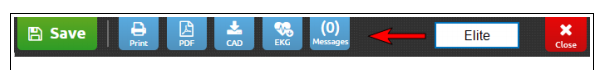 Save
Print
PDF
CAD
EKG
(0)
Messages
Elite
Close